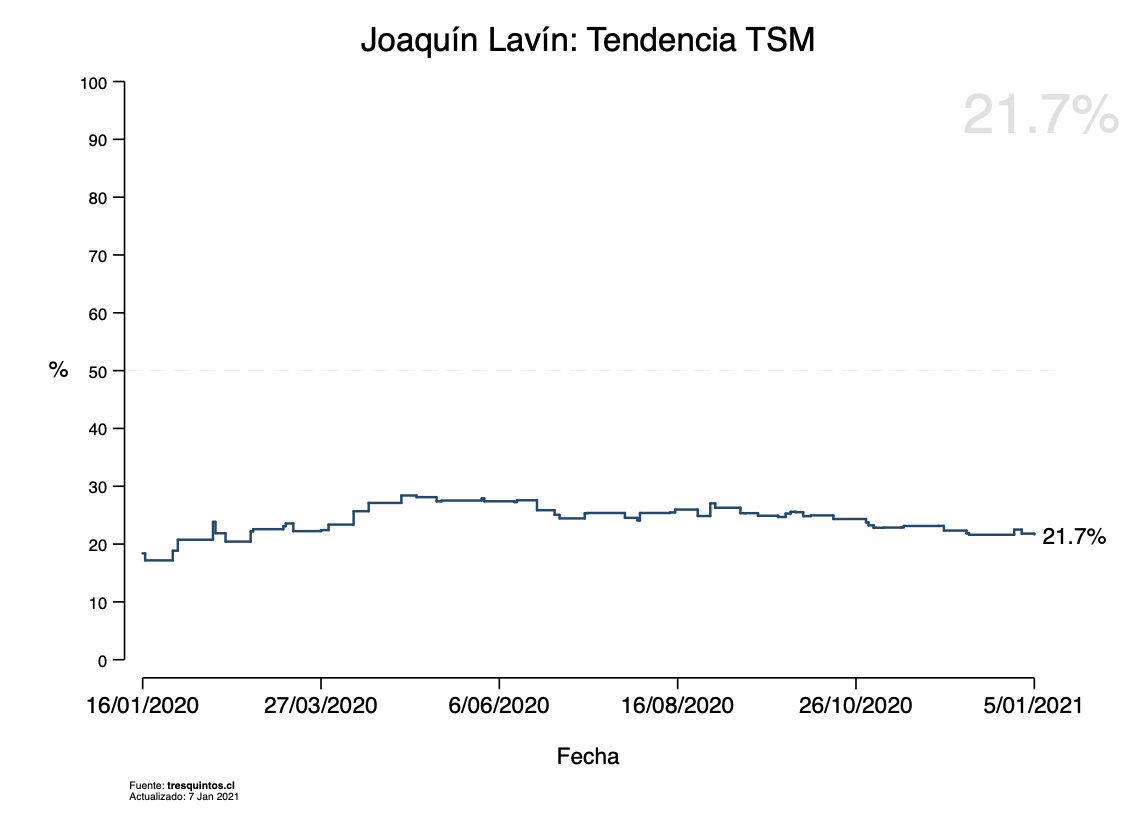 Joaquín Lavín: Tendencia TSM
21.7%
100
90
80
70
60
% 50
40
30
20
10
0
21.7%
16/01/2020 27/03/2020 6/06/2020 16/08/2020 26/10/2020 5/01/2021
Fecha
Fuente: tresquintos.cl
Actualizado: 7 Jan 2021